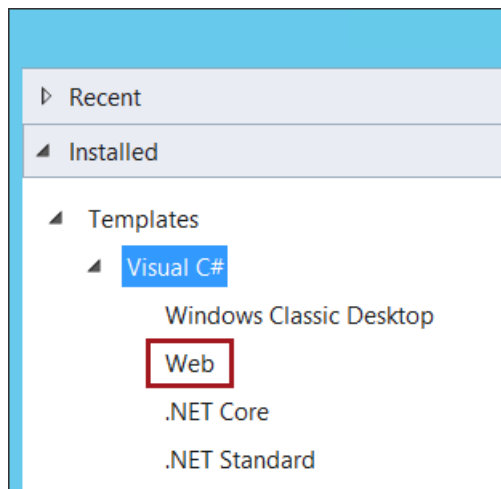 Recent
Installed
Templates
Visual C#
Windows Classic Desktop
Web
.NET Core
.NET Standard